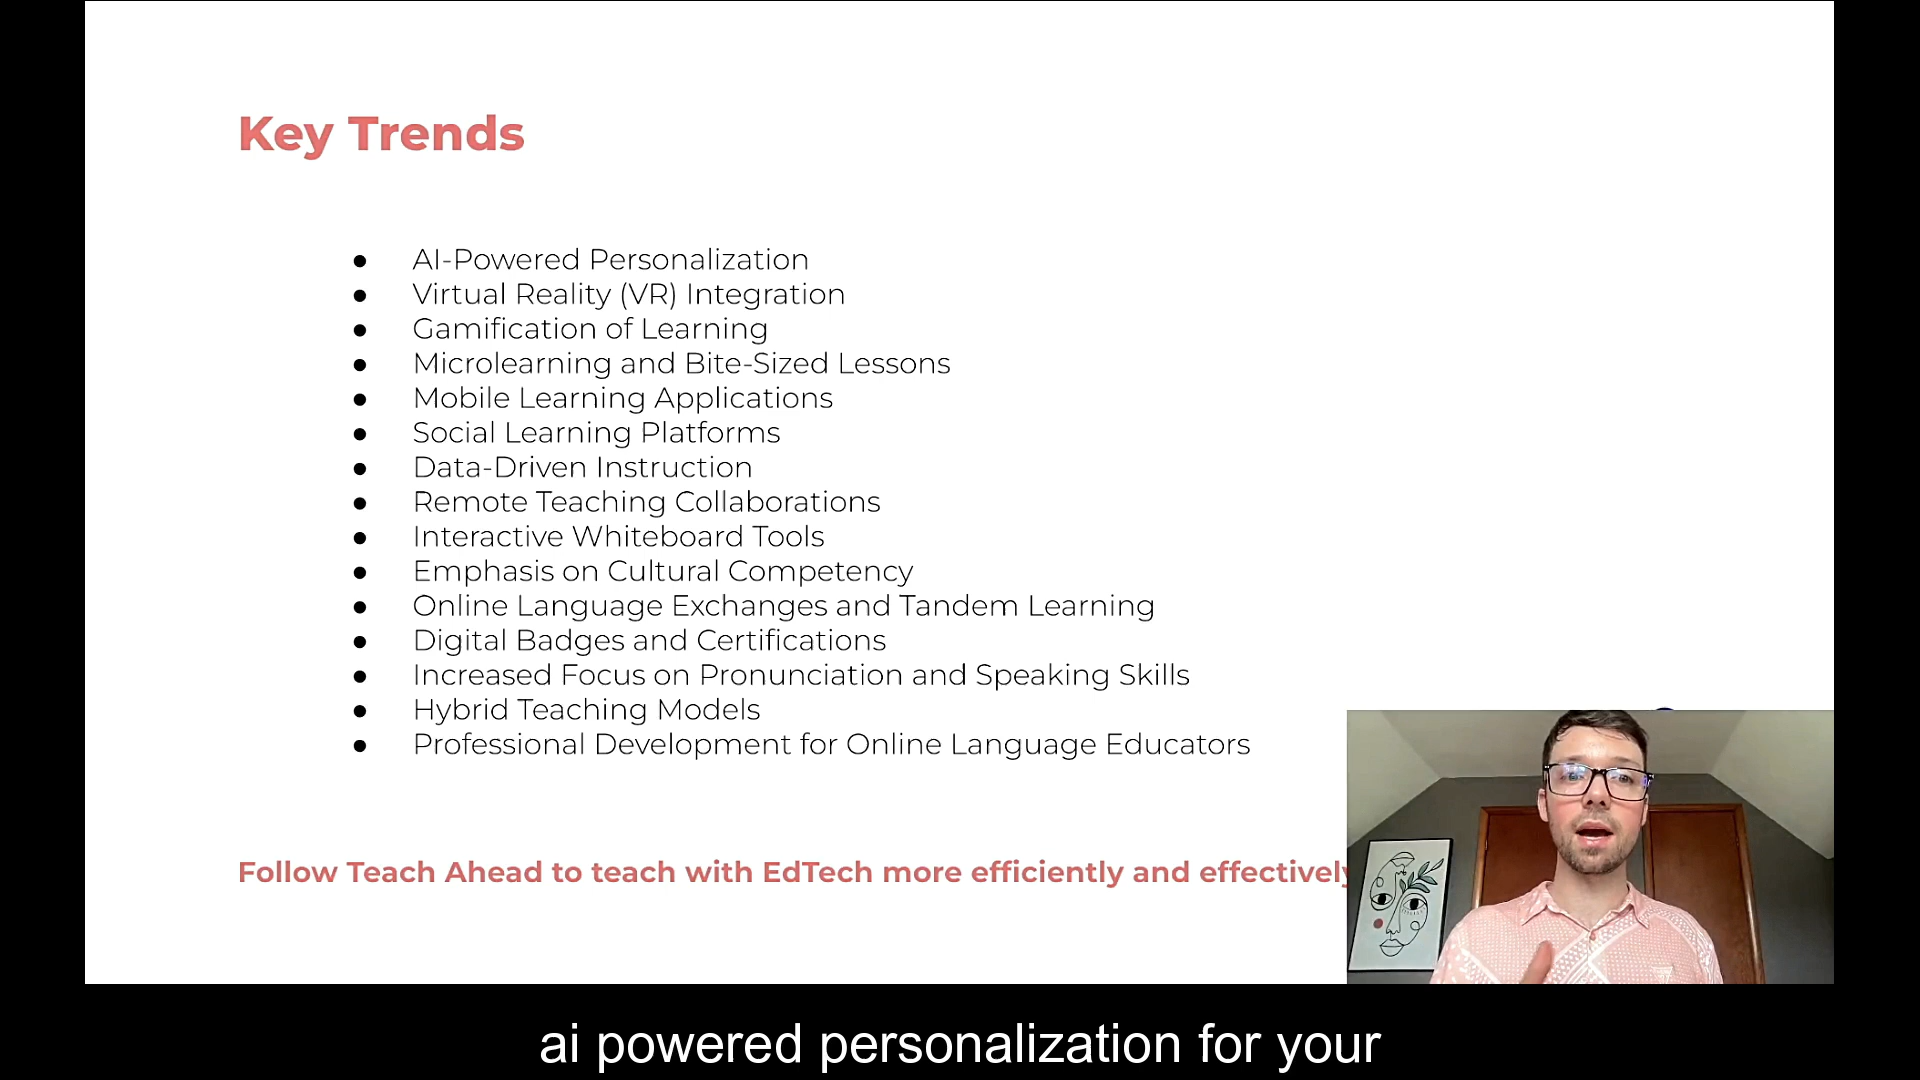 Key Trends
AI-Powered Personalization
Virtual Reality (VR) Integration
Gamification of Learning
Microlearning and Bite-Sized Lessons
Mobile Learning Applications
Social Learning Platforms
Data-Driven Instruction
Remote Teaching Collaborations
Interactive Whiteboard Tools
Emphasis on Cultural Competency
Online Language Exchanges and Tandem Learning
Digital Badges and Certifications
Increased Focus on Pronunciation and Speaking Skills
Hybrid Teaching Models
Professional Development for Online Language Educators
Follow Teach Ahead to teach with EdTech more efficiently and effectively
ai powered personalization for your